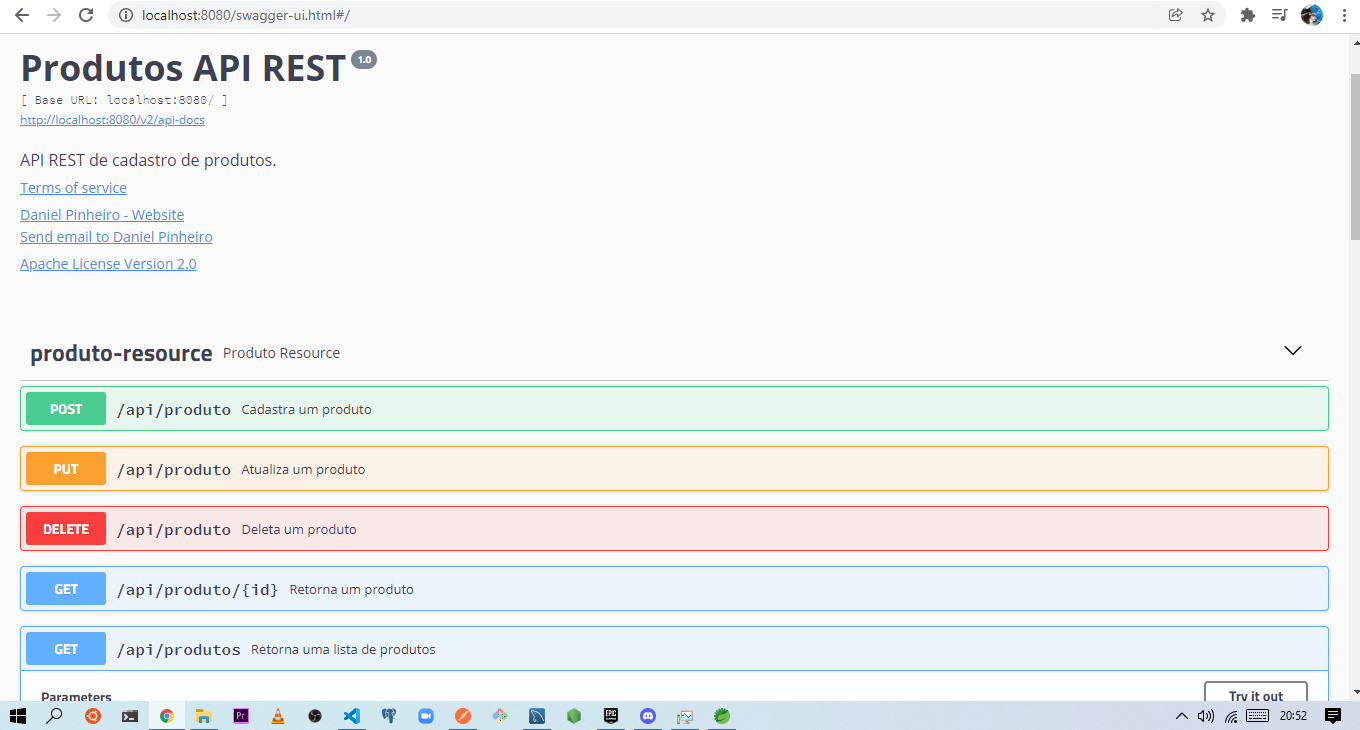 localhost:8080/swagger-ui.html#/
Produtos API REST 1.0
[ Base URL: localhost:8080/ ]
http://localhost:8080/v2/api-docs
API REST de cadastro de produtos.
Terms of service
Daniel Pinheiro - Website
Send email to Daniel Pinheiro
Apache License Version 2.0
produto-resource Produto Resource
POST /api/produto Cadastra um produto
PUT /api/produto Atualiza um produto
DELETE /api/produto Deleta um produto
GET /api/produto/{id} Retorna um produto
GET /api/produtos Retorna uma lista de produtos
Parameters Try it out
Pr EPIC 20:52